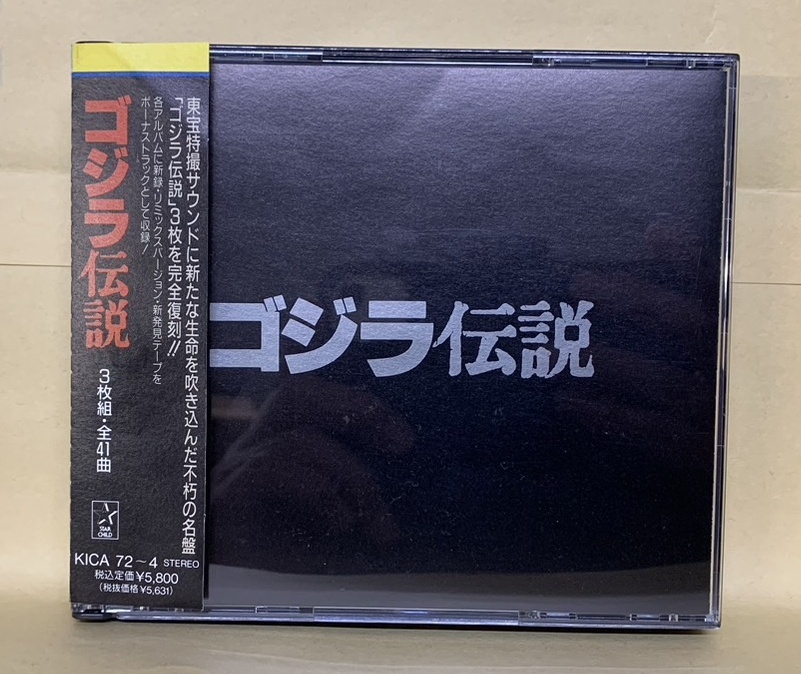 東宝特撮サウンドに新たな生命を吹き込んだ不朽の名盤
「ゴジラ伝説」3枚を完全復刻!!
各アルバムに新録・リミックスバージョン・新発見テープを
ボーナストラックとして収録!
ゴジラ伝説
3枚組・全41曲
STAR
CHILD
KICA 72～4 STEREO
税込定価¥5,800
(税抜価格¥5,631)
ゴジラ伝説